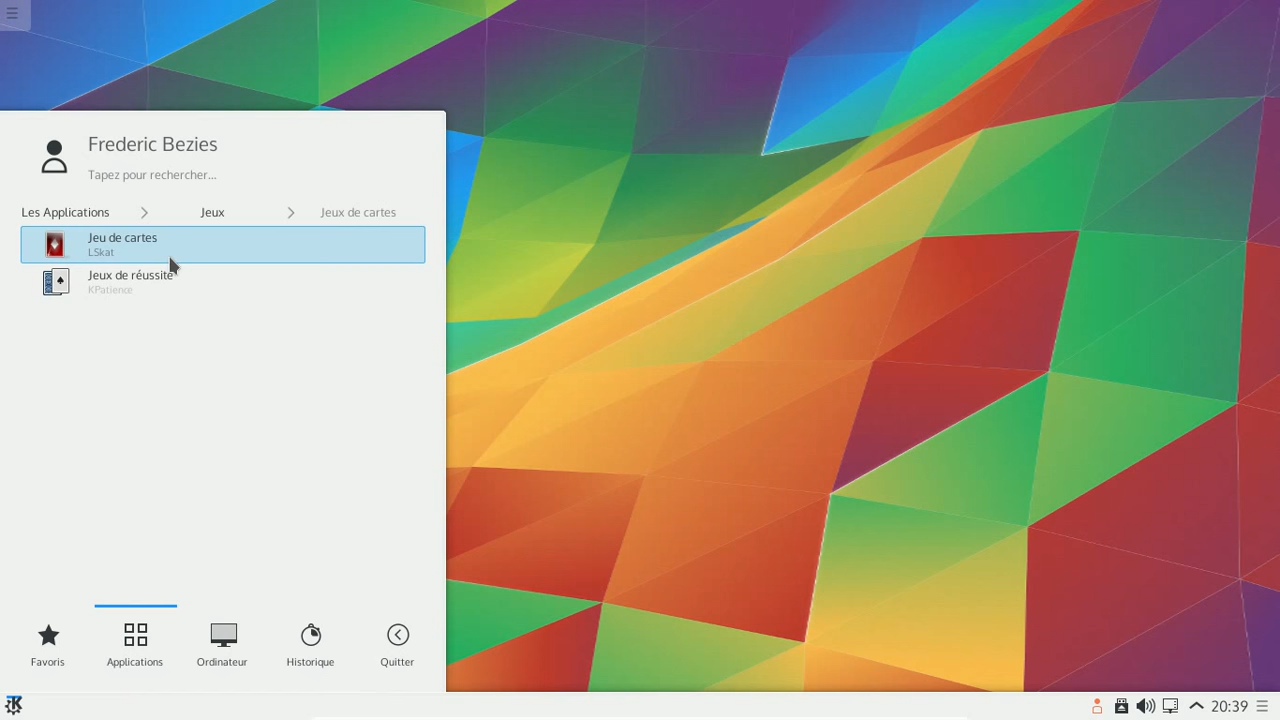 Frederic Bezies
Tapez pour rechercher...
Les Applications Jeux Jeux de cartes
Jeu de cartes
LSkat
Jeux de réussite
KPatience
Favoris Applications Ordinateur Historique Quitter
20:39